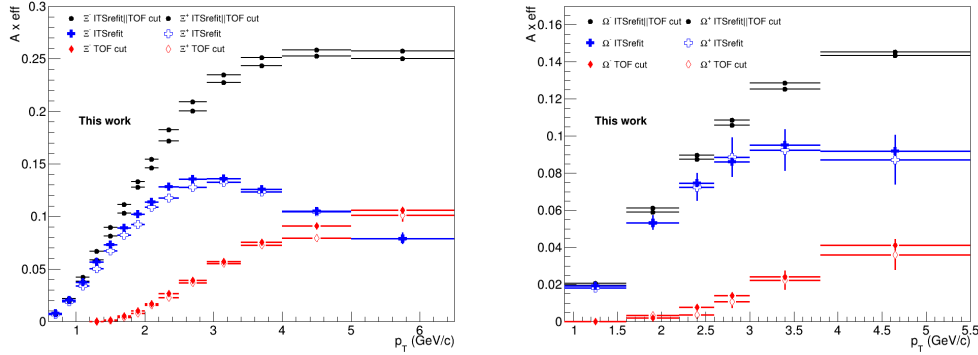 A x eff
Ξ⁻ ITSrefit||TOF cut
Ξ⁺ ITSrefit||TOF cut
Ξ⁻ ITSrefit
Ξ⁺ ITSrefit
Ξ⁻ TOF cut
Ξ⁺ TOF cut
This work
0.3
0.25
0.2
0.15
0.1
0.05
0
1 2 3 4 5 6
p_T (GeV/c)
A x eff
Ω⁻ ITSrefit||TOF cut
Ω⁺ ITSrefit||TOF cut
Ω⁻ ITSrefit
Ω⁺ ITSrefit
Ω⁻ TOF cut
Ω⁺ TOF cut
This work
0.16
0.14
0.12
0.1
0.08
0.06
0.04
0.02
0.00
1 1.5 2 2.5 3 3.5 4 4.5 5 5.5
p_T (GeV/c)